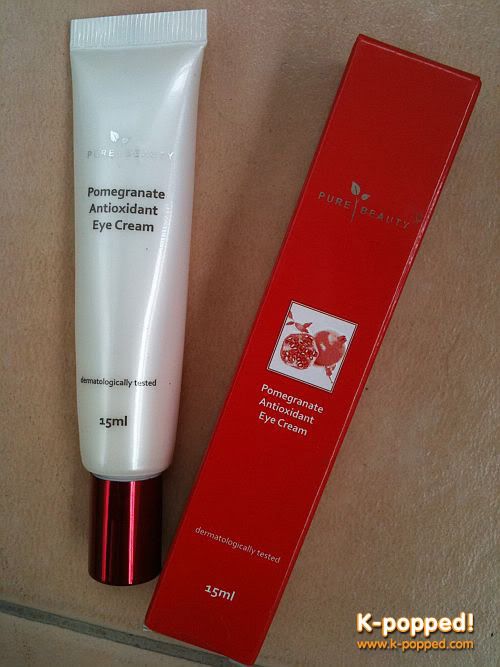 PURE BEAUTY
Pomegranate
Antioxidant
Eye Cream
dermatologically tested
15ml
PURE BEAUTY
Pomegranate
Antioxidant
Eye Cream
dermatologically tested
15ml
K-popped!
www.k-popped.com